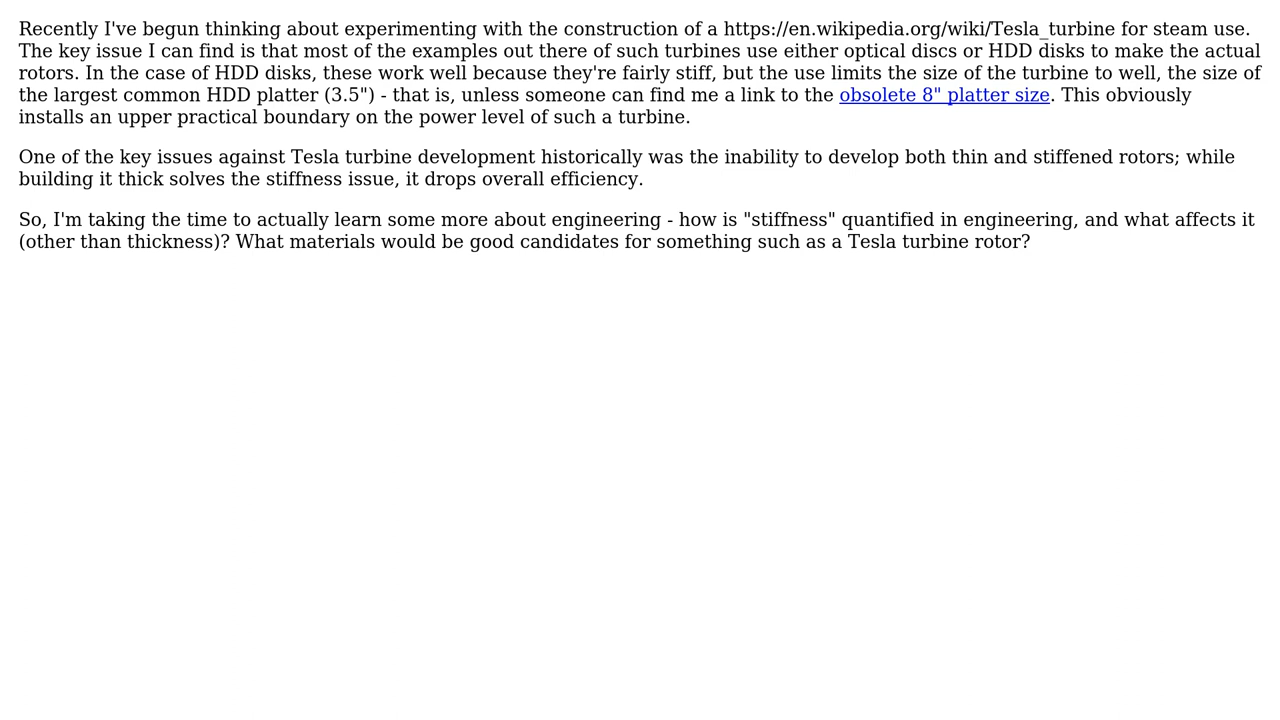 Recently I've begun thinking about experimenting with the construction of a https://en.wikipedia.org/wiki/Tesla_turbine for steam use.
The key issue I can find is that most of the examples out there of such turbines use either optical discs or HDD disks to make the actual
rotors. In the case of HDD disks, these work well because they're fairly stiff, but the use limits the size of the turbine to well, the size of
the largest common HDD platter (3.5") - that is, unless someone can find me a link to the obsolete 8" platter size. This obviously
installs an upper practical boundary on the power level of such a turbine.
One of the key issues against Tesla turbine development historically was the inability to develop both thin and stiffened rotors; while
building it thick solves the stiffness issue, it drops overall efficiency.
So, I'm taking the time to actually learn some more about engineering - how is "stiffness" quantified in engineering, and what affects it
(other than thickness)? What materials would be good candidates for something such as a Tesla turbine rotor?